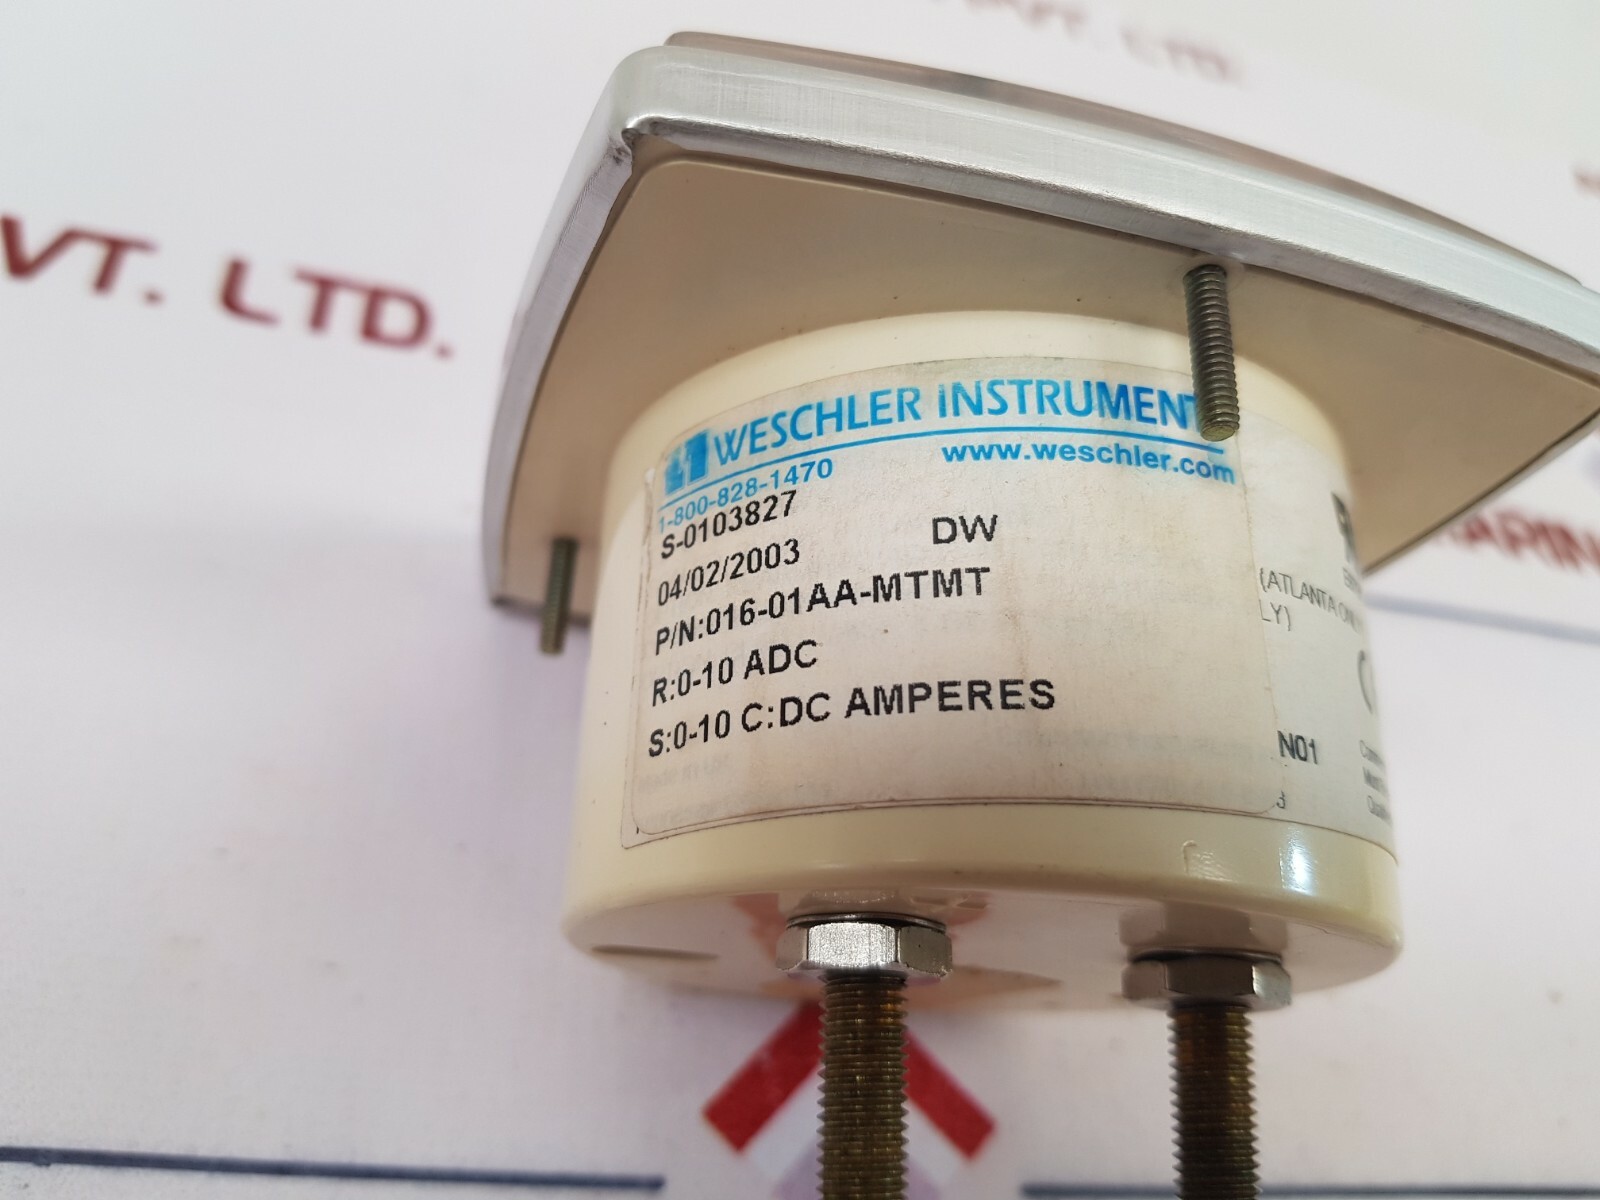 VT. LTD.
WESCHLER INSTRUMENT
www.weschler.com
1-800-828-1470
S-0103827
04/02/2003 DW
P/N:016-01AA-MTMT
R:0-10 ADC
S:0-10 C:DC AMPERES
(ATLANTA ON
LY)
N01